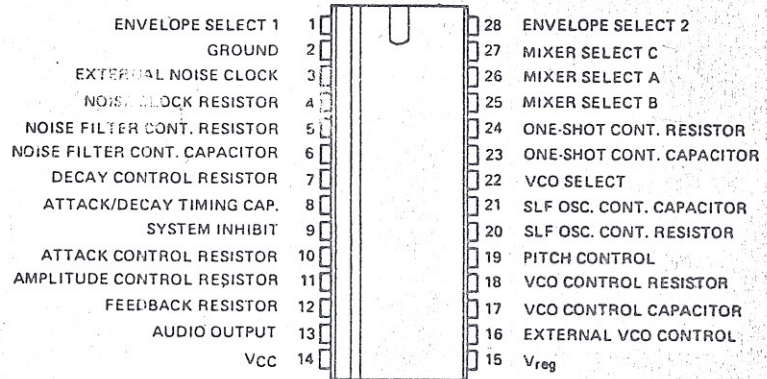 ENVELOPE SELECT 1 1 28 ENVELOPE SELECT 2
GROUND 2 27 MIXER SELECT C
EXTERNAL NOISE CLOCK 3 26 MIXER SELECT A
NOISE CLOCK RESISTOR 4 25 MIXER SELECT B
NOISE FILTER CONT. RESISTOR 5 24 ONE-SHOT CONT. RESISTOR
NOISE FILTER CONT. CAPACITOR 6 23 ONE-SHOT CONT. CAPACITOR
DECAY CONTROL RESISTOR 7 22 VCO SELECT
ATTACK/DECAY TIMING CAP. 8 21 SLF OSC. CONT. CAPACITOR
SYSTEM INHIBIT 9 20 SLF OSC. CONT. RESISTOR
ATTACK CONTROL RESISTOR 10 19 PITCH CONTROL
AMPLITUDE CONTROL RESISTOR 11 18 VCO CONTROL RESISTOR
FEEDBACK RESISTOR 12 17 VCO CONTROL CAPACITOR
AUDIO OUTPUT 13 16 EXTERNAL VCO CONTROL
VCC 14 15 Vreg